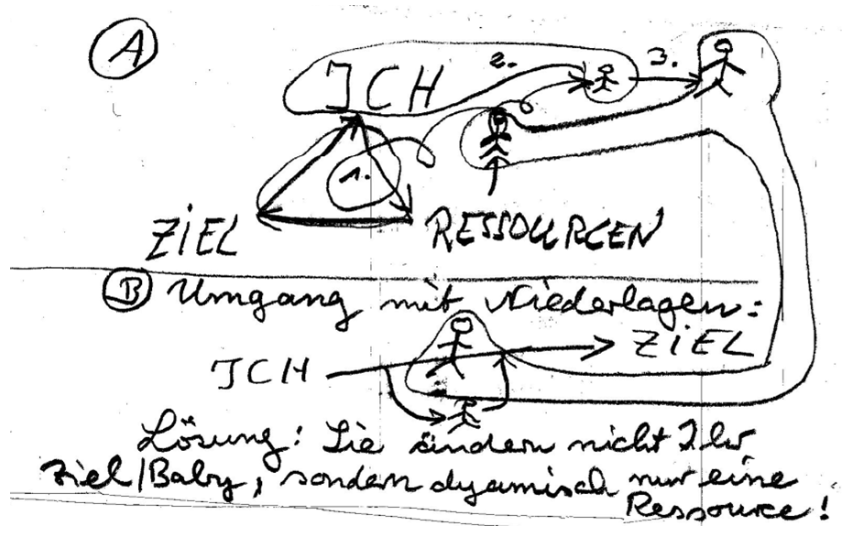 A
ICH
2.
3.
1.
ZIEL
RESSOURCEN
B Umgang mit Niederlagen:
ICH
ZIEL
Lösung: Sie ändern nicht Ihr
Ziel/Baby, sondern dyamisch nur eine
Ressource!